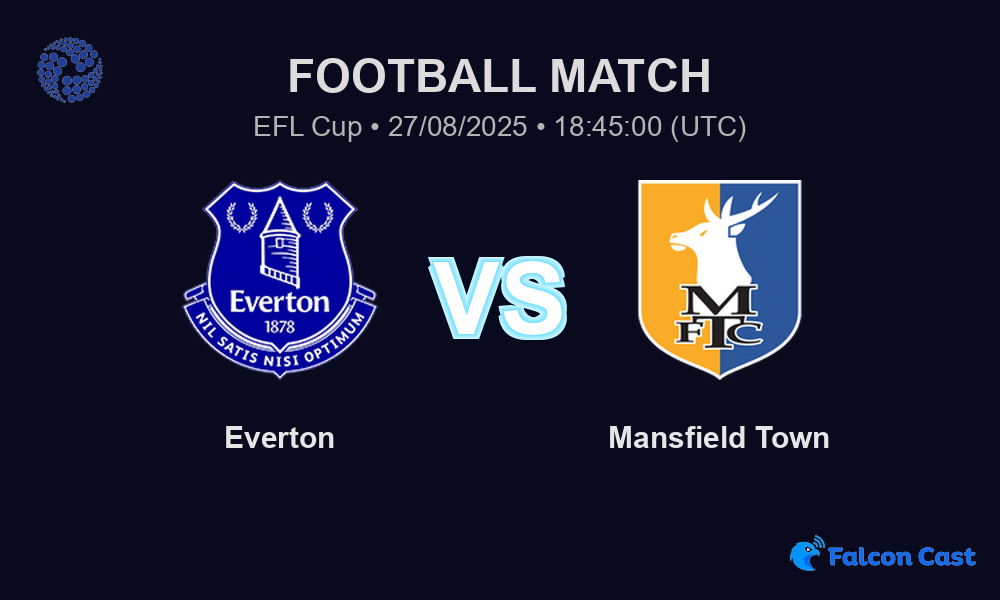 FOOTBALL MATCH
EFL Cup • 27/08/2025 • 18:45:00 (UTC)
Everton
1878
NIL SATIS NISI OPTIMUM
VS
M
F T C
Everton
Mansfield Town
Falcon Cast